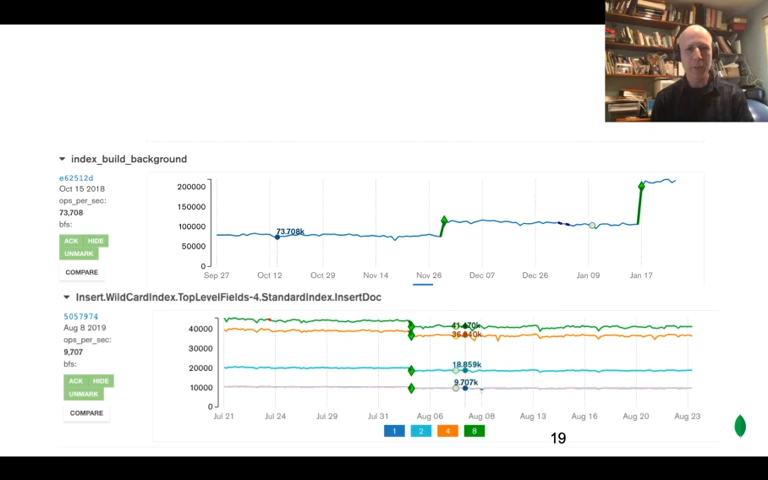 index_build_background
e62512d
Oct 15 2018
ops_per_sec:
73,708
bfs:
ACK HIDE
UNMARK
COMPARE
200000
150000
100000
50000
0
73.708k
Sep 27 Oct 12 Oct 29 Nov 14 Nov 26 Dec 07 Dec 26 Jan 09 Jan 17
Insert.WildCardIndex.TopLevelFields-4.StandardIndex.InsertDoc
5057974
Aug 8 2019
ops_per_sec:
9,707
bfs:
ACK HIDE
UNMARK
COMPARE
40000
30000
20000
10000
0
18.859k
9.707k
Jul 21 Jul 24 Jul 29 Jul 31 Aug 06 Aug 08 Aug 13 Aug 16 Aug 20 Aug 23
1 2 4 8
19